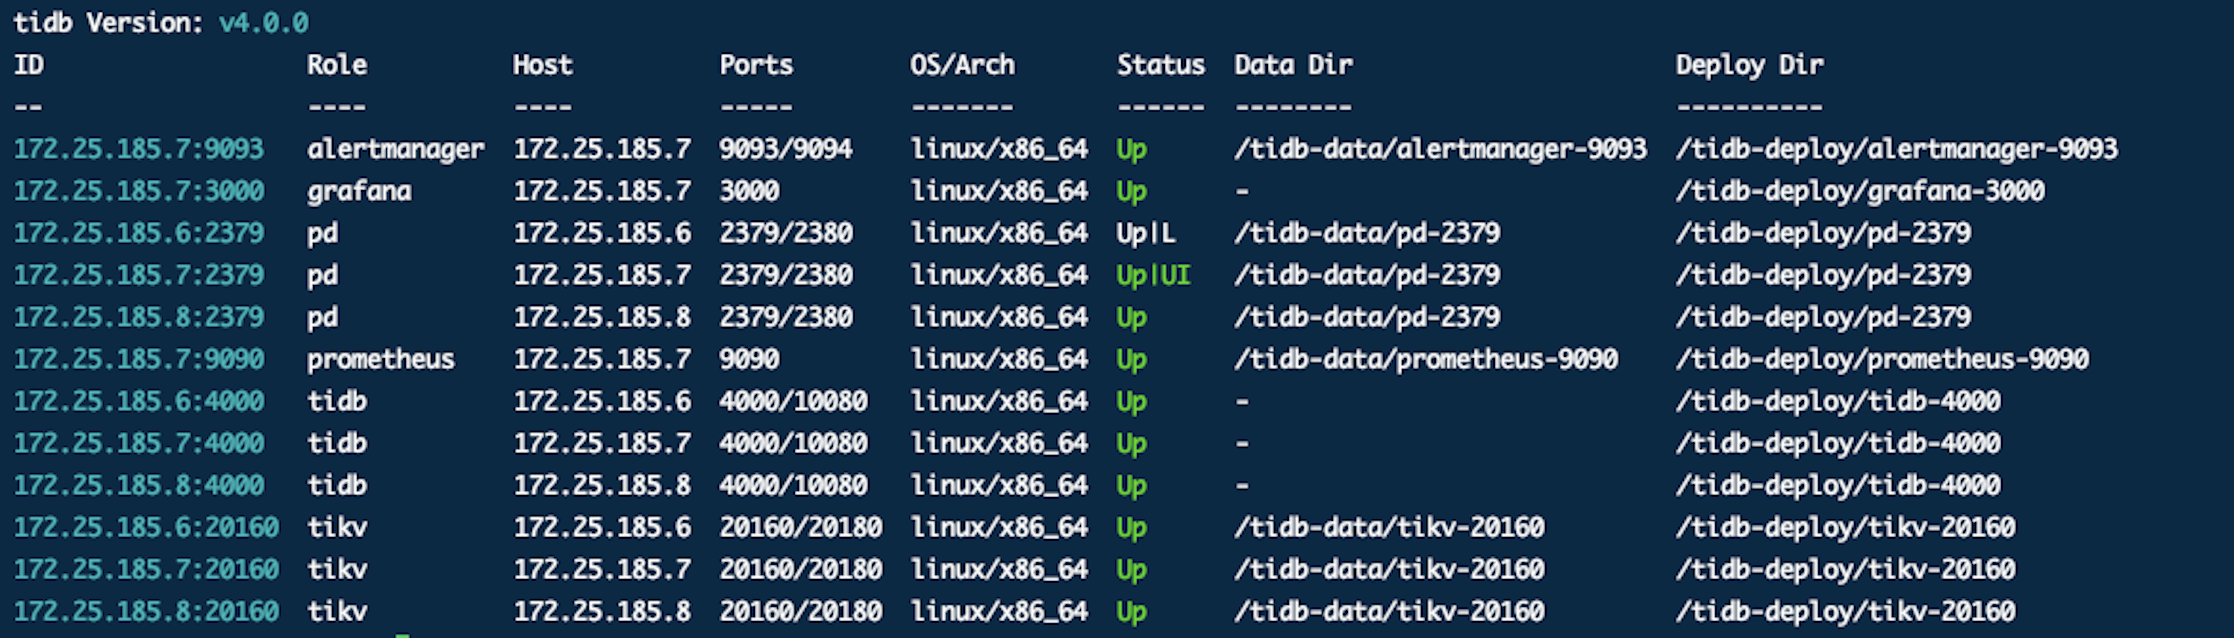 tidb Version: v4.0.0
ID Role Host Ports OS/Arch Status Data Dir Deploy Dir
-- ---- ---- ----- ------- ------ -------- ----------
172.25.185.7:9093 alertmanager 172.25.185.7 9093/9094 linux/x86_64 Up /tidb-data/alertmanager-9093 /tidb-deploy/alertmanager-9093
172.25.185.7:3000 grafana 172.25.185.7 3000 linux/x86_64 Up - /tidb-deploy/grafana-3000
172.25.185.6:2379 pd 172.25.185.6 2379/2380 linux/x86_64 Up|L /tidb-data/pd-2379 /tidb-deploy/pd-2379
172.25.185.7:2379 pd 172.25.185.7 2379/2380 linux/x86_64 Up|UI /tidb-data/pd-2379 /tidb-deploy/pd-2379
172.25.185.8:2379 pd 172.25.185.8 2379/2380 linux/x86_64 Up /tidb-data/pd-2379 /tidb-deploy/pd-2379
172.25.185.7:9090 prometheus 172.25.185.7 9090 linux/x86_64 Up /tidb-data/prometheus-9090 /tidb-deploy/prometheus-9090
172.25.185.6:4000 tidb 172.25.185.6 4000/10080 linux/x86_64 Up - /tidb-deploy/tidb-4000
172.25.185.7:4000 tidb 172.25.185.7 4000/10080 linux/x86_64 Up - /tidb-deploy/tidb-4000
172.25.185.8:4000 tidb 172.25.185.8 4000/10080 linux/x86_64 Up - /tidb-deploy/tidb-4000
172.25.185.6:20160 tikv 172.25.185.6 20160/20180 linux/x86_64 Up /tidb-data/tikv-20160 /tidb-deploy/tikv-20160
172.25.185.7:20160 tikv 172.25.185.7 20160/20180 linux/x86_64 Up /tidb-data/tikv-20160 /tidb-deploy/tikv-20160
172.25.185.8:20160 tikv 172.25.185.8 20160/20180 linux/x86_64 Up /tidb-data/tikv-20160 /tidb-deploy/tikv-20160